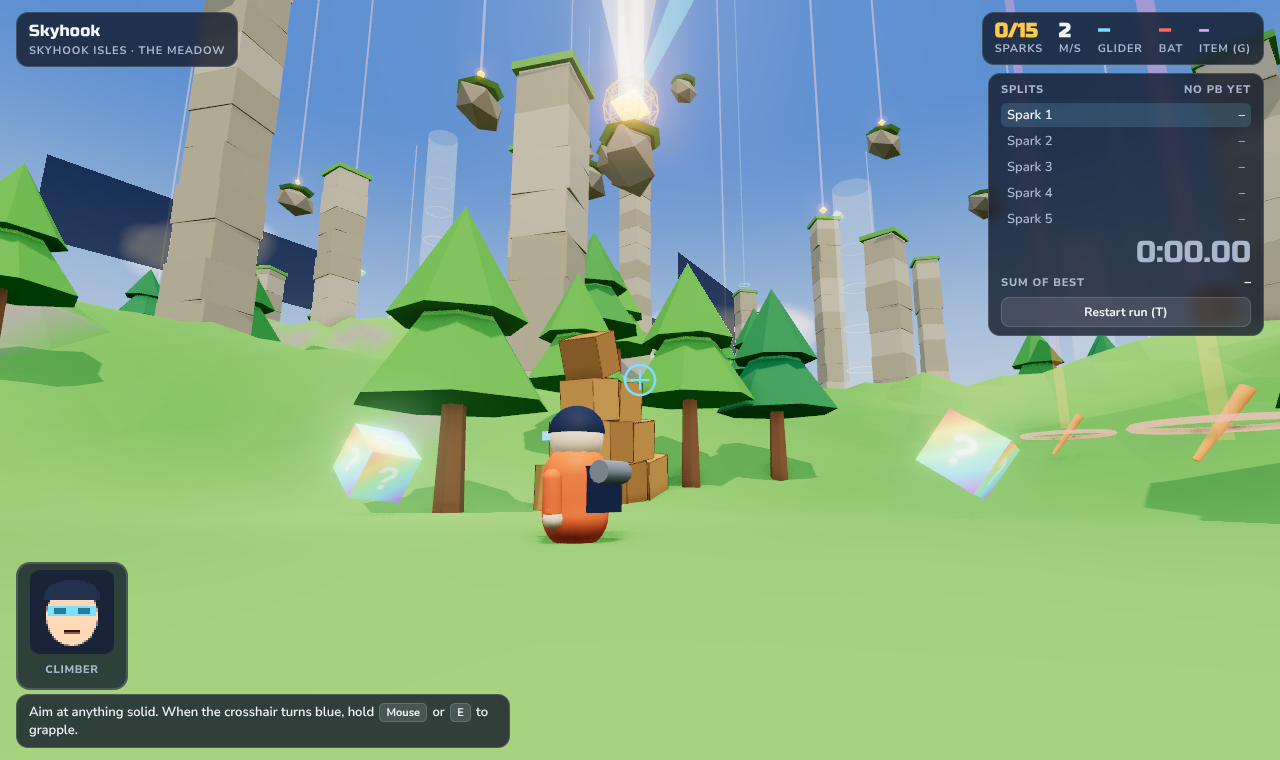 Skyhook
SKYHOOK ISLES · THE MEADOW
0/15
SPARKS
2
M/S
–
GLIDER
–
BAT
–
ITEM (G)
SPLITS
NO PB YET
Spark 1 –
Spark 2 –
Spark 3 –
Spark 4 –
Spark 5 –
0:00.00
SUM OF BEST –
Restart run (T)
?
?
?
?
CLIMBER
Aim at anything solid. When the crosshair turns blue, hold Mouse or E to
grapple.